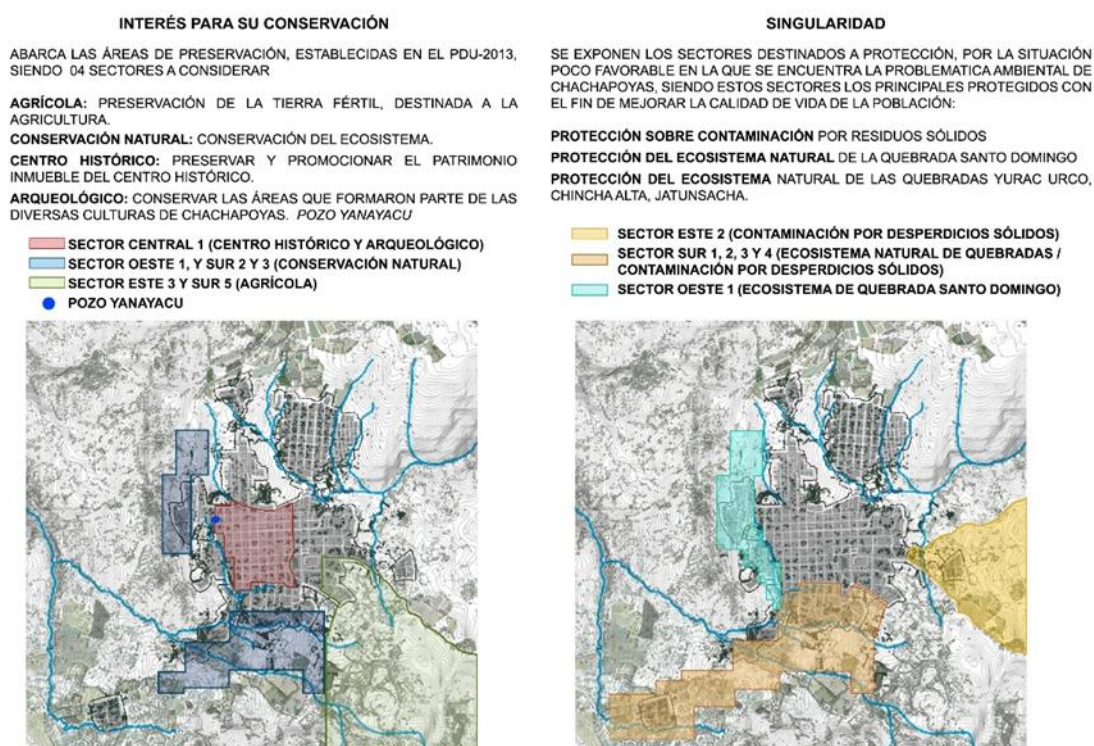 INTERÉS PARA SU CONSERVACIÓN
ABARCA LAS ÁREAS DE PRESERVACIÓN, ESTABLECIDAS EN EL PDU-2013,
SIENDO 04 SECTORES A CONSIDERAR
AGRÍCOLA: PRESERVACIÓN DE LA TIERRA FÉRTIL, DESTINADA A LA
AGRICULTURA.
CONSERVACIÓN NATURAL: CONSERVACIÓN DEL ECOSISTEMA.
CENTRO HISTÓRICO: PRESERVAR Y PROMOCIONAR EL PATRIMONIO
INMUEBLE DEL CENTRO HISTÓRICO.
ARQUEOLÓGICO: CONSERVAR LAS ÁREAS QUE FORMARON PARTE DE LAS
DIVERSAS CULTURAS DE CHACHAPOYAS. POZO YANAYACU
SECTOR CENTRAL 1 (CENTRO HISTÓRICO Y ARQUEOLÓGICO)
SECTOR OESTE 1, Y SUR 2 Y 3 (CONSERVACIÓN NATURAL)
SECTOR ESTE 3 Y SUR 5 (AGRÍCOLA)
POZO YANAYACU
SINGULARIDAD
SE EXPONEN LOS SECTORES DESTINADOS A PROTECCIÓN, POR LA SITUACIÓN
POCO FAVORABLE EN LA QUE SE ENCUENTRA LA PROBLEMATICA AMBIENTAL DE
CHACHAPOYAS, SIENDO ESTOS SECTORES LOS PRINCIPALES PROTEGIDOS CON
EL FIN DE MEJORAR LA CALIDAD DE VIDA DE LA POBLACIÓN:
PROTECCIÓN SOBRE CONTAMINACIÓN POR RESIDUOS SÓLIDOS
PROTECCIÓN DEL ECOSISTEMA NATURAL DE LA QUEBRADA SANTO DOMINGO
PROTECCIÓN DEL ECOSISTEMA NATURAL DE LAS QUEBRADAS YURAC URCO,
CHINCHA ALTA, JATUNSACHA.
SECTOR ESTE 2 (CONTAMINACIÓN POR DESPERDICIOS SÓLIDOS)
SECTOR SUR 1, 2, 3 Y 4 (ECOSISTEMA NATURAL DE QUEBRADAS /
CONTAMINACIÓN POR DESPERDICIOS SÓLIDOS)
SECTOR OESTE 1 (ECOSISTEMA DE QUEBRADA SANTO DOMINGO)